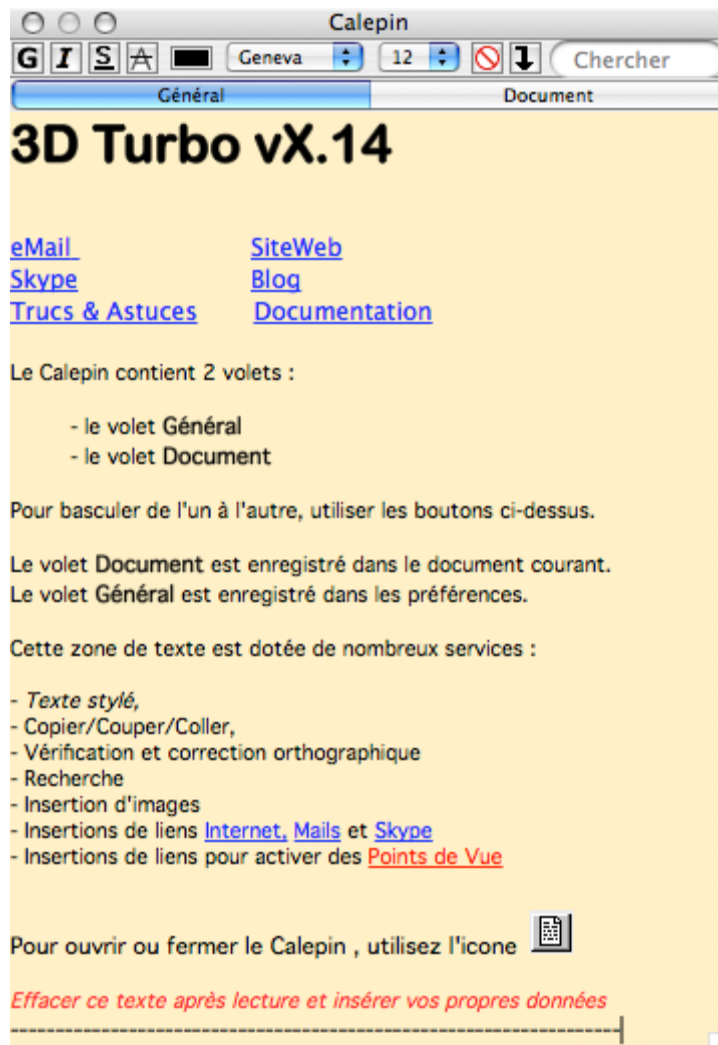 Calepin
G I S A Geneva 12 Chercher
Général Document
3D Turbo vX.14
eMail SiteWeb
Skype Blog
Trucs & Astuces Documentation
Le Calepin contient 2 volets :
- le volet Général
- le volet Document
Pour basculer de l'un à l'autre, utiliser les boutons ci-dessus.
Le volet Document est enregistré dans le document courant.
Le volet Général est enregistré dans les préférences.
Cette zone de texte est dotée de nombreux services :
- Texte stylé,
- Copier/Couper/Coller,
- Vérification et correction orthographique
- Recherche
- Insertion d'images
- Insertions de liens Internet, Mails et Skype
- Insertions de liens pour activer des Points de Vue
Pour ouvrir ou fermer le Calepin , utilisez l'icone
Effacer ce texte après lecture et insérer vos propres données